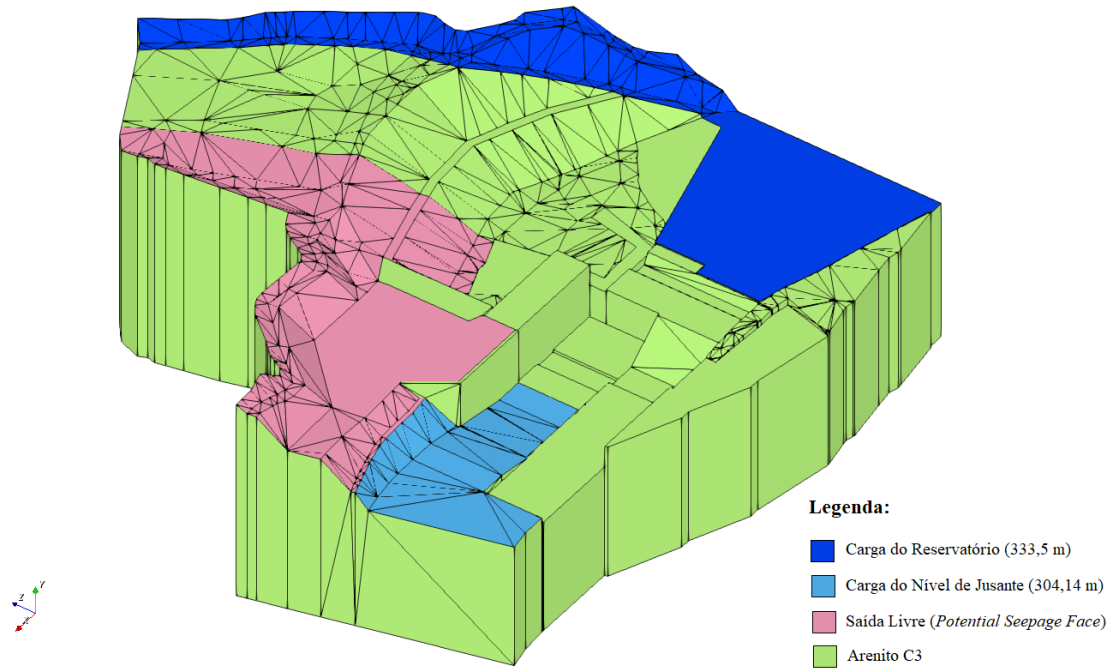 Legenda:
Carga do Reservatório (333,5 m)
Carga do Nível de Jusante (304,14 m)
Saída Livre (Potential Seepage Face)
Arenito C3
Y
Z
X